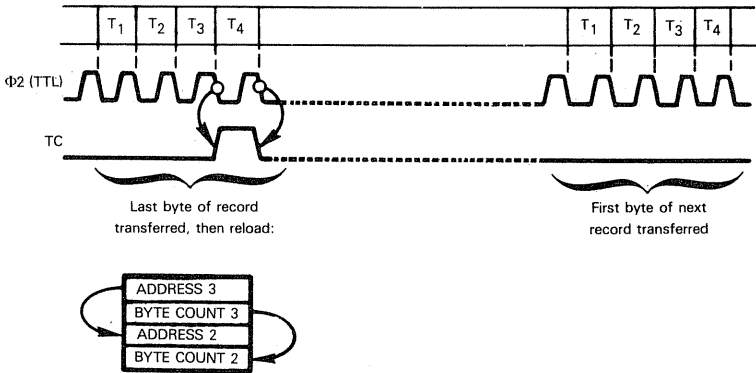 T1 T2 T3 T4 T1 T2 T3 T4
Φ2 (TTL)
TC
Last byte of record
transferred, then reload:
First byte of next
record transferred
ADDRESS 3
BYTE COUNT 3
ADDRESS 2
BYTE COUNT 2